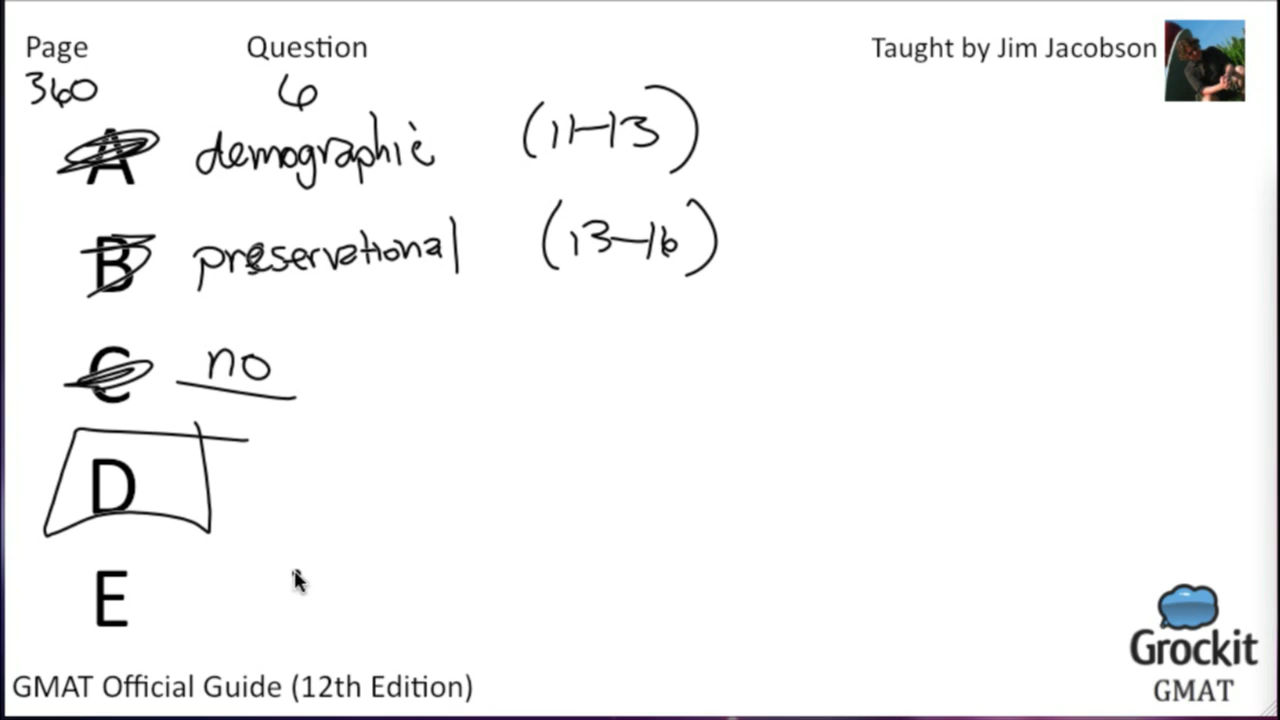 Page Question Taught by Jim Jacobson
360 6
A demographic (11-13)
B preservational (13-16)
C no
D
E
Grockit
GMAT
GMAT Official Guide (12th Edition)